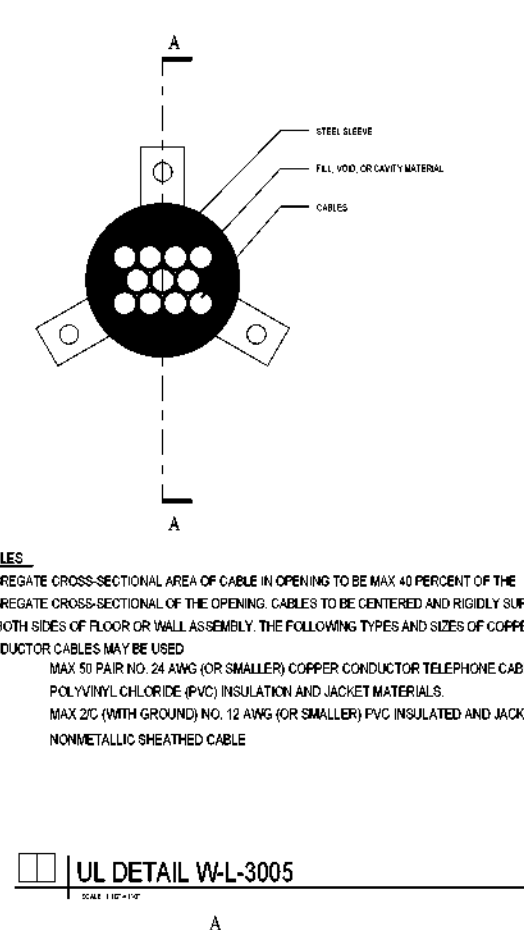 A
STEEL SLEEVE
FILL, VOID, OR CAVITY MATERIAL
CABLES
A
LES
REGATE CROSS-SECTIONAL AREA OF CABLE IN OPENING TO BE MAX 40 PERCENT OF THE
REGATE CROSS-SECTIONAL OF THE OPENING. CABLES TO BE CENTERED AND RIGIDLY SUP
OTH SIDES OF FLOOR OR WALL ASSEMBLY. THE FOLLOWING TYPES AND SIZES OF COPPE
DUCTOR CABLES MAY BE USED
MAX 50 PAIR NO. 24 AWG (OR SMALLER) COPPER CONDUCTOR TELEPHONE CAB
POLYVINYL CHLORIDE (PVC) INSULATION AND JACKET MATERIALS.
MAX 2/C (WITH GROUND) NO. 12 AWG (OR SMALLER) PVC INSULATED AND JACK
NONMETALLIC SHEATHED CABLE
UL DETAIL W-L-3005
SCALE
A